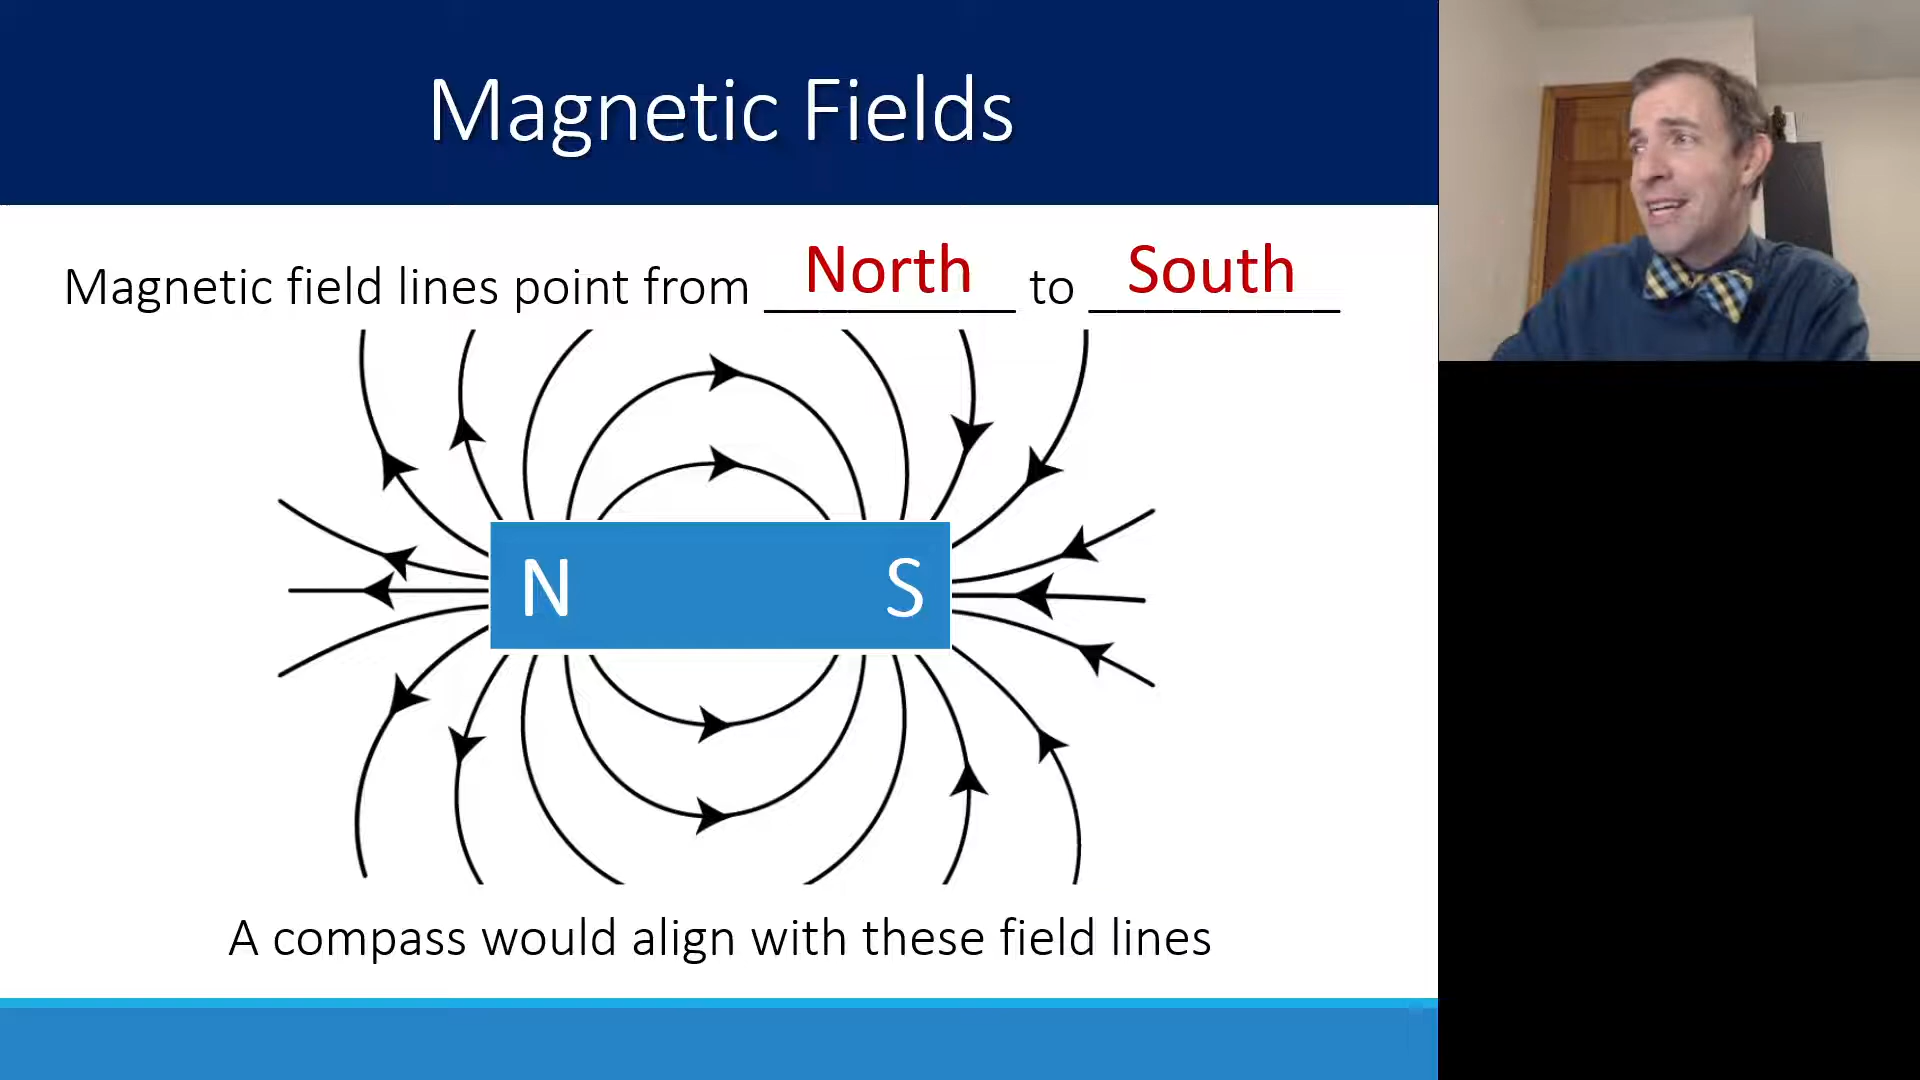 Magnetic Fields
Magnetic field lines point from North to South
N S
A compass would align with these field lines